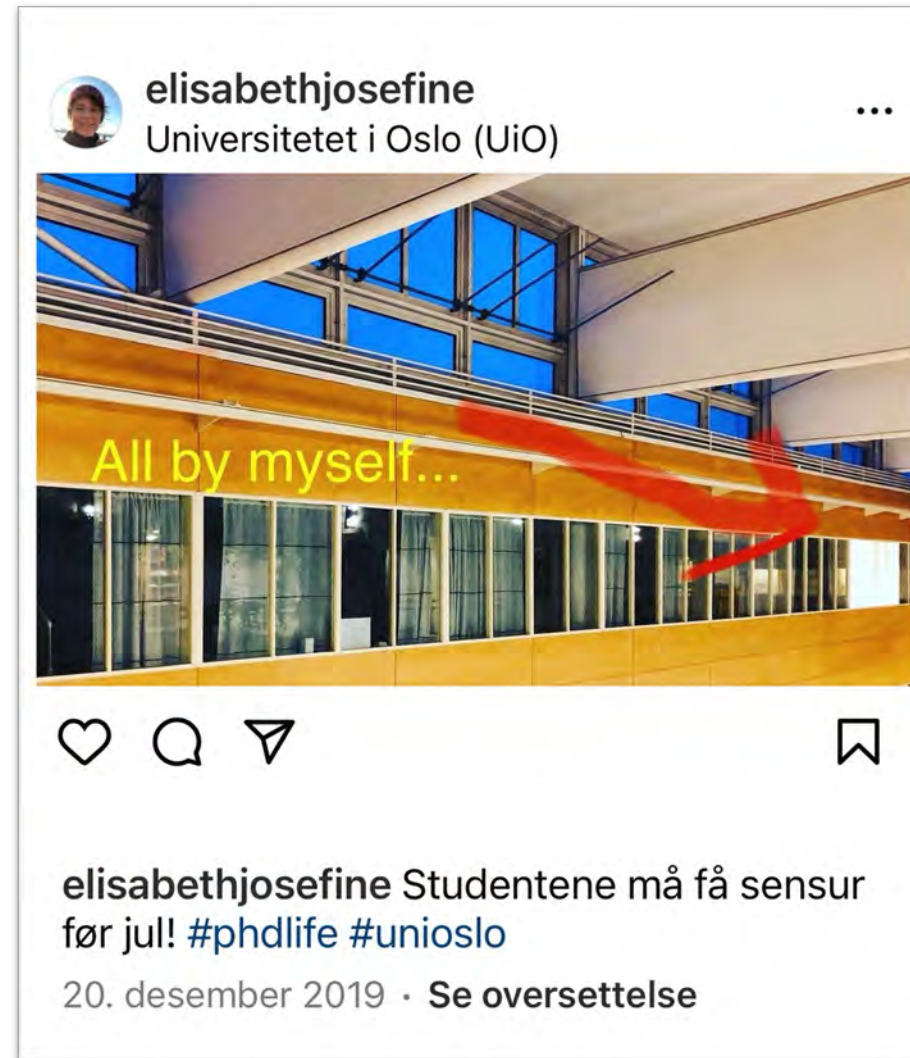 elisabethjosefine
Universitetet i Oslo (UiO)
All by myself...
elisabethjosefine Studentene må få sensur
før jul! #phdlife #unioslo
20. desember 2019 · Se oversettelse